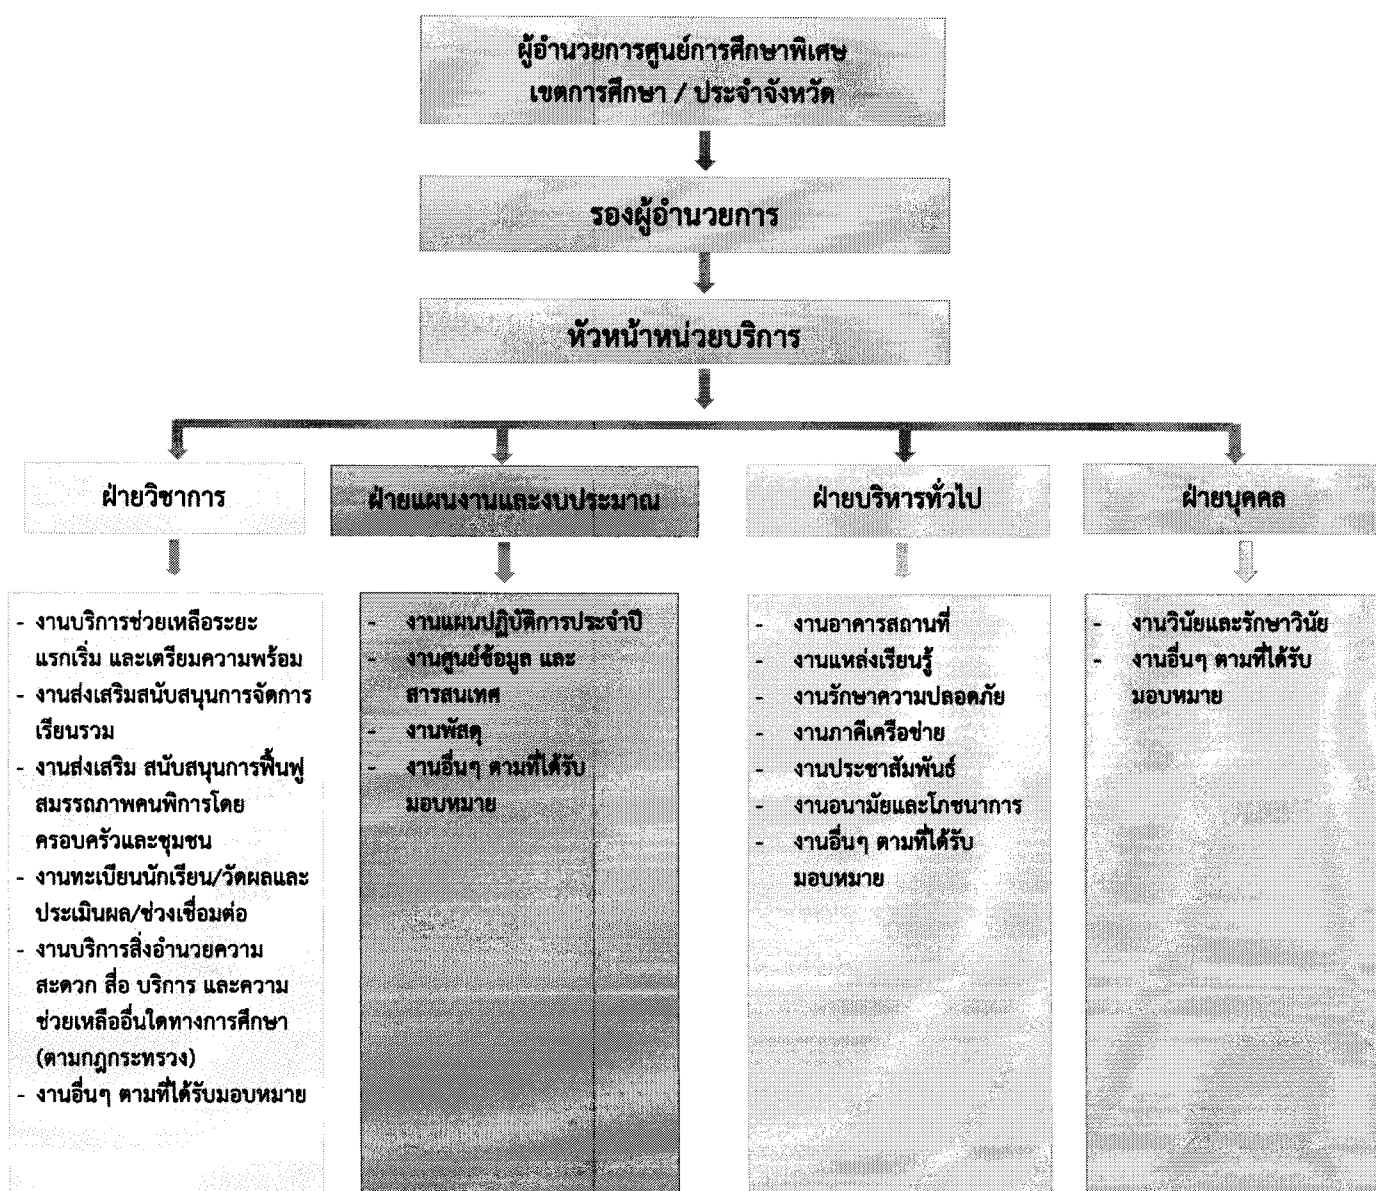 ผู้อำนวยการศูนย์การศึกษาพิเศษ
เขตการศึกษา / ประจำจังหวัด
รองผู้อำนวยการ
หัวหน้าหน่วยบริการ
ฝ่ายวิชาการ
ฝ่ายแผนงานและงบประมาณ
ฝ่ายบริหารทั่วไป
ฝ่ายบุคคล
- งานบริการช่วยเหลือระยะ
แรกเริ่ม และเตรียมความพร้อม
- งานส่งเสริมสนับสนุนการจัดการ
เรียนรวม
- งานส่งเสริม สนับสนุนการฟื้นฟู
สมรรถภาพคนพิการโดย
ครอบครัวและชุมชน
- งานทะเบียนนักเรียน/วัดผลและ
ประเมินผล/ช่วงเชื่อมต่อ
- งานบริการสิ่งอำนวยความ
สะดวก สื่อ บริการ และความ
ช่วยเหลืออื่นใดทางการศึกษา
(ตามกฎกระทรวง)
- งานอื่นๆ ตามที่ได้รับมอบหมาย
- งานแผนปฏิบัติการประจำปี
- งานศูนย์ข้อมูล และ
สารสนเทศ
- งานพัสดุ
- งานอื่นๆ ตามที่ได้รับ
มอบหมาย
- งานอาคารสถานที่
- งานแหล่งเรียนรู้
- งานรักษาความปลอดภัย
- งานภาคีเครือข่าย
- งานประชาสัมพันธ์
- งานอนามัยและโภชนาการ
- งานอื่นๆ ตามที่ได้รับ
มอบหมาย
- งานวินัยและรักษาวินัย
- งานอื่นๆ ตามที่ได้รับ
มอบหมาย